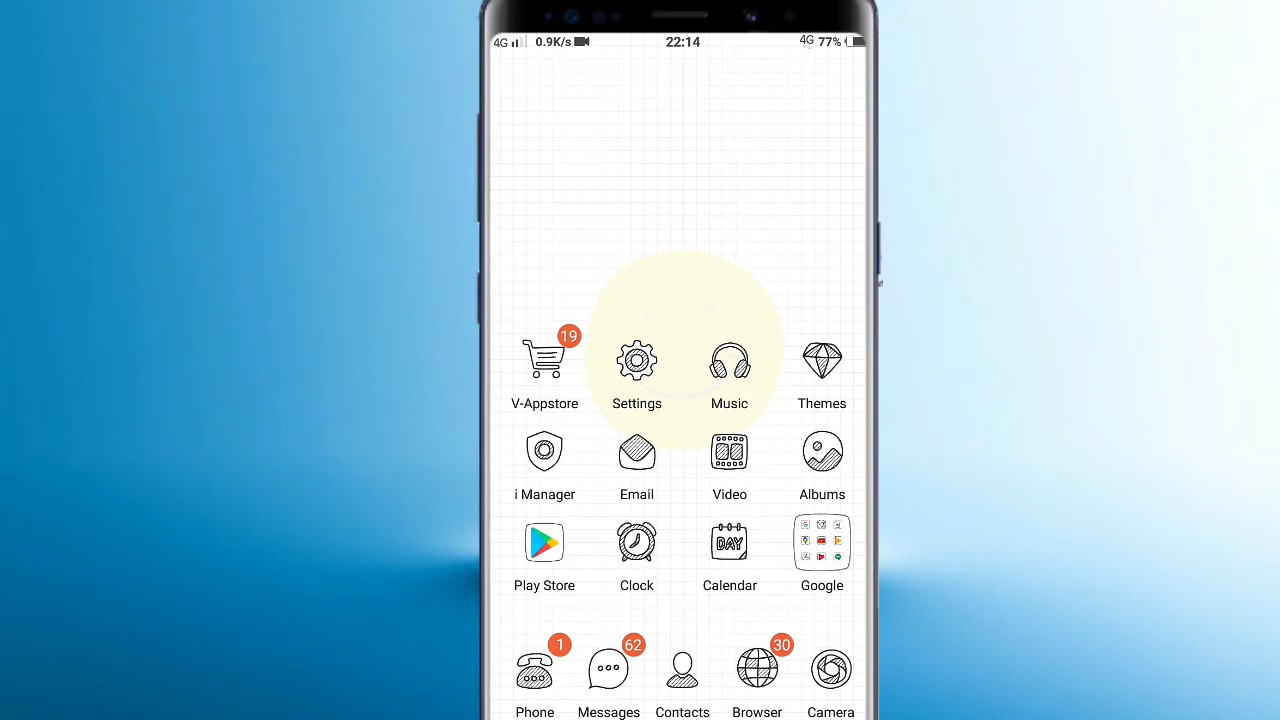 4G 0.9K/s 22:14 4G 77%
19
V-Appstore Settings Music Themes
i Manager Email Video Albums
DAY
Play Store Clock Calendar Google
1 62 30
Phone Messages Contacts Browser Camera